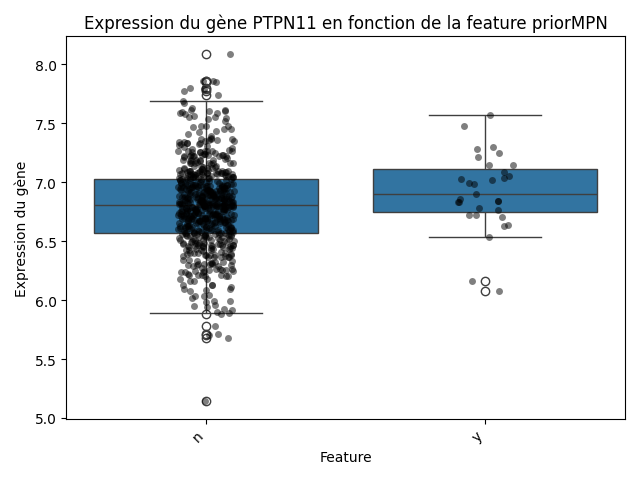 Expression du gène PTPN11 en fonction de la feature priorMPN
8.0
7.5
7.0
6.5
6.0
5.5
5.0
Expression du gène
n
y
Feature